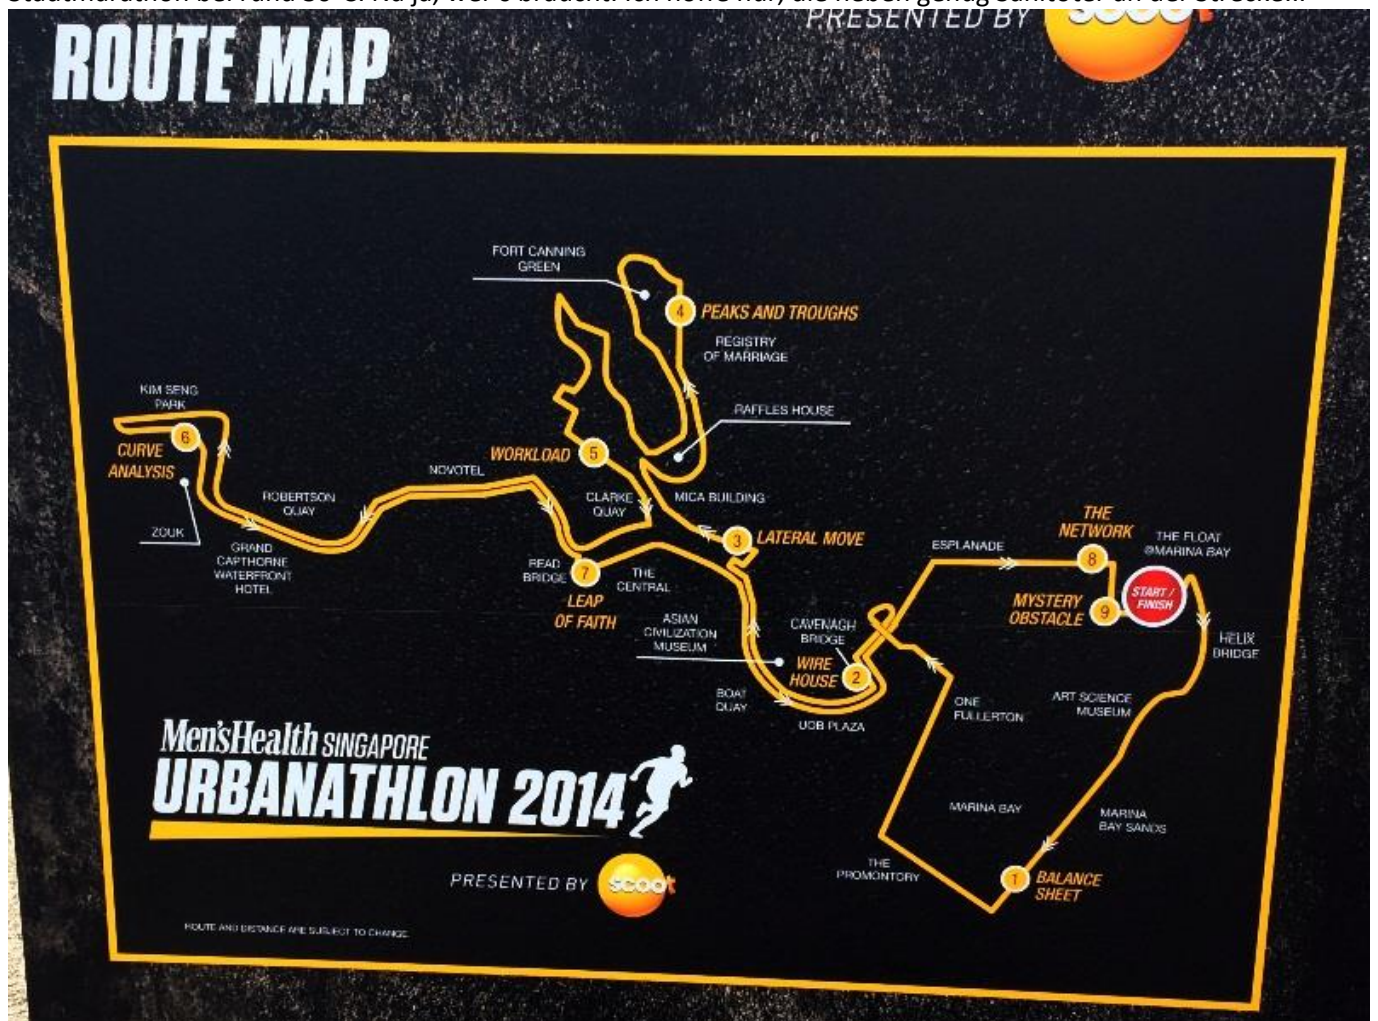 PRESENTED BY scoot
ROUTE MAP
FORT CANNING
GREEN
4 PEAKS AND TROUGHS
REGISTRY
OF MARRIAGE
KIM SENG
PARK
RAFFLES HOUSE
6
CURVE
ANALYSIS
WORKLOAD 5
NOVOTEL
ROBERTSON
QUAY
CLARKE
QUAY
MICA BUILDING
ZOUK
3 LATERAL MOVE
THE
NETWORK
8
THE FLOAT
@MARINA BAY
ESPLANADE
GRAND
CAPTHORNE
WATERFRONT
HOTEL
READ
BRIDGE
7
LEAP
OF FAITH
THE
CENTRAL
START /
FINISH
MYSTERY
OBSTACLE
9
ASIAN
CIVILIZATION
MUSEUM
CAVENAGH
BRIDGE
HELIX
BRIDGE
WIRE
HOUSE
2
BOAT
QUAY
UOB PLAZA
ONE
FULLERTON
ART SCIENCE
MUSEUM
Men'sHealth SINGAPORE
URBANATHLON 2014
MARINA BAY
MARINA
BAY SANDS
THE
PROMONTORY
1 BALANCE
SHEET
PRESENTED BY scoot
ROUTE AND DISTANCE ARE SUBJECT TO CHANGE.